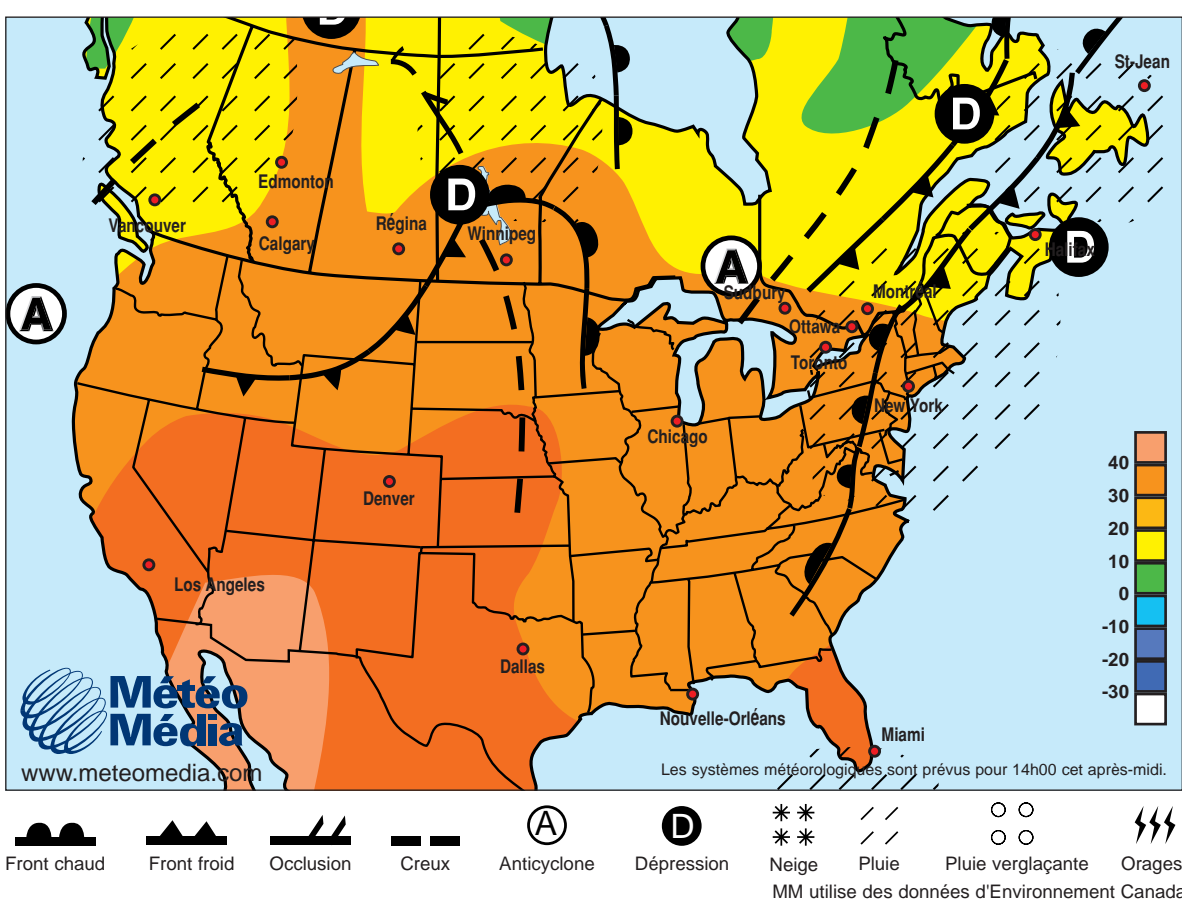 D
St-Jean
D
Edmonton
D
Vancouver
Régina
Winnipeg
Calgary
Halifax
D
A
Sudbury
Montréal
A
Ottawa
Toronto
New York
Chicago
40
Denver
30
20
10
Los Angeles
0
-10
Dallas
-20
-30
Météo
Média
Nouvelle-Orléans
Miami
www.meteomedia.com
Les systèmes météorologiques sont prévus pour 14h00 cet après-midi.
A
D
Front chaud
Front froid
Occlusion
Creux
Anticyclone
Dépression
Neige
Pluie
Pluie verglaçante
Orages
MM utilise des données d'Environnement Canada